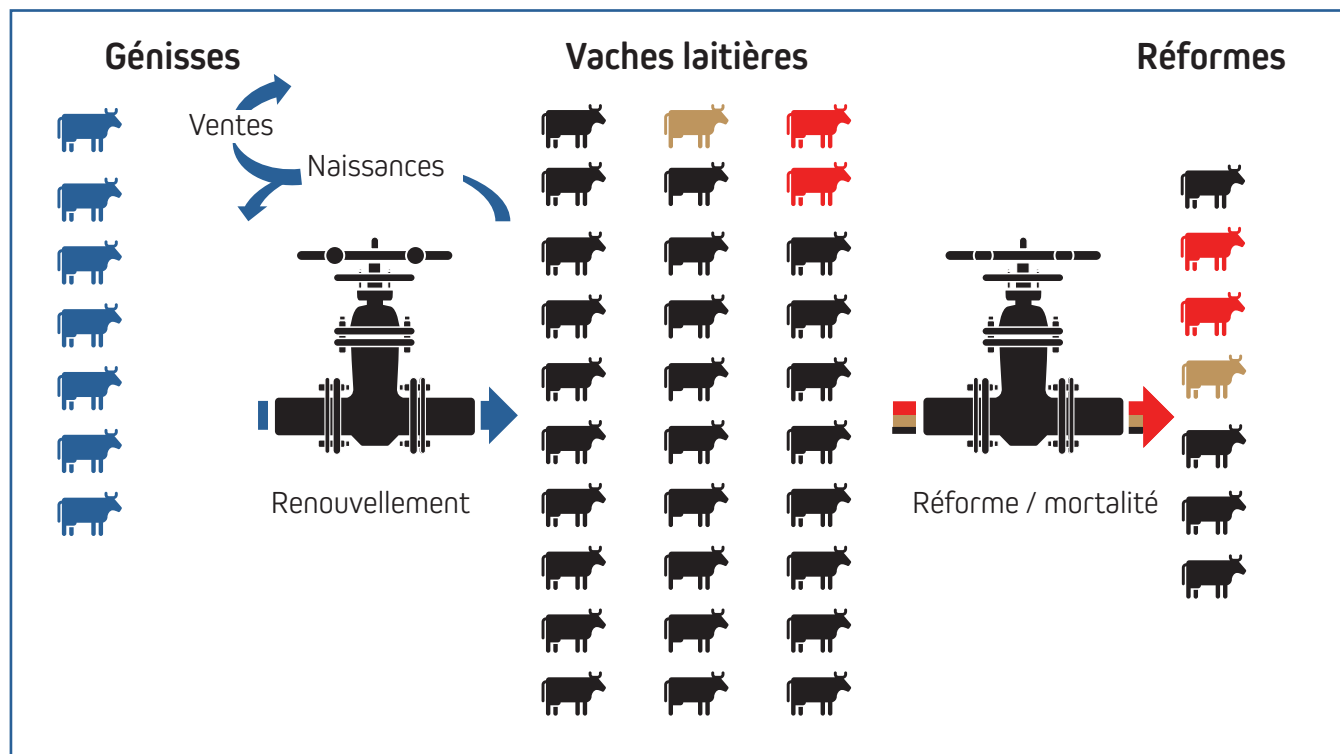 Génisses
Vaches laitières
Réformes
Ventes
Naissances
Renouvellement
Réforme / mortalité